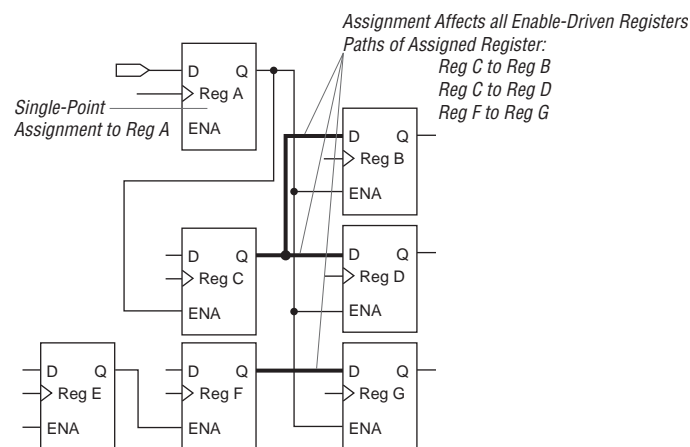 Assignment Affects all Enable-Driven Registers
Paths of Assigned Register:
Reg C to Reg B
Reg C to Reg D
Reg F to Reg G
Single-Point
Assignment to Reg A
D Q
Reg A
ENA
D Q
Reg B
ENA
D Q
Reg C
ENA
D Q
Reg D
ENA
D Q
Reg E
ENA
D Q
Reg F
ENA
D Q
Reg G
ENA